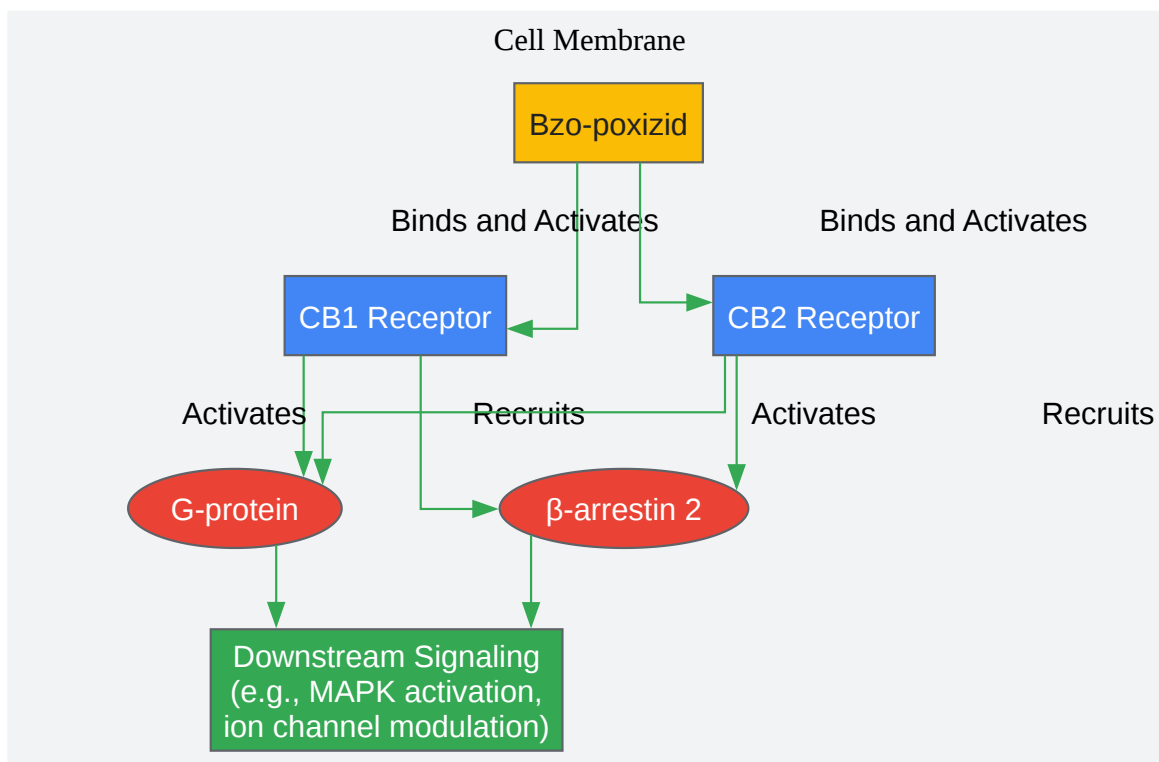 Cell Membrane
Bzo-poxizid
Binds and Activates
Binds and Activates
CB1 Receptor
CB2 Receptor
Activates
Recruits
Activates
Recruits
G-protein
β-arrestin 2
Downstream Signaling
(e.g., MAPK activation,
ion channel modulation)